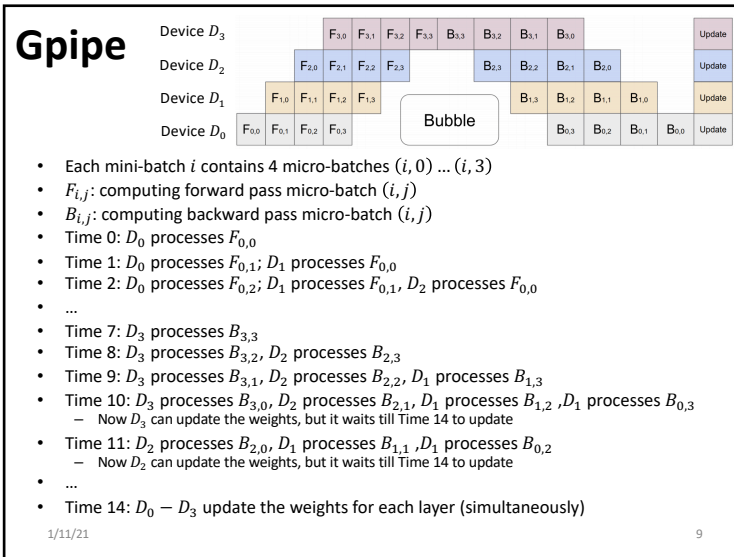 Gpipe
Device D₃ F₃,₀ F₃,₁ F₃,₂ F₃,₃ B₃,₃ B₃,₂ B₃,₁ B₃,₀ Update
Device D₂ F₂,₀ F₂,₁ F₂,₂ F₂,₃ B₂,₃ B₂,₂ B₂,₁ B₂,₀ Update
Device D₁ F₁,₀ F₁,₁ F₁,₂ F₁,₃ B₁,₃ B₁,₂ B₁,₁ B₁,₀ Update
Device D₀ F₀,₀ F₀,₁ F₀,₂ F₀,₃ Bubble B₀,₃ B₀,₂ B₀,₁ B₀,₀ Update
• Each mini-batch i contains 4 micro-batches (i, 0) … (i, 3)
• Fᵢ,ⱼ: computing forward pass micro-batch (i, j)
• Bᵢ,ⱼ: computing backward pass micro-batch (i, j)
• Time 0: D₀ processes F₀,₀
• Time 1: D₀ processes F₀,₁; D₁ processes F₀,₀
• Time 2: D₀ processes F₀,₂; D₁ processes F₀,₁, D₂ processes F₀,₀
• …
• Time 7: D₃ processes B₃,₃
• Time 8: D₃ processes B₃,₂, D₂ processes B₂,₃
• Time 9: D₃ processes B₃,₁, D₂ processes B₂,₂, D₁ processes B₁,₃
• Time 10: D₃ processes B₃,₀, D₂ processes B₂,₁, D₁ processes B₁,₂ ,D₁ processes B₀,₃
– Now D₃ can update the weights, but it waits till Time 14 to update
• Time 11: D₂ processes B₂,₀, D₁ processes B₁,₁ ,D₁ processes B₀,₂
– Now D₂ can update the weights, but it waits till Time 14 to update
• …
• Time 14: D₀ − D₃ update the weights for each layer (simultaneously)
1/11/21 9